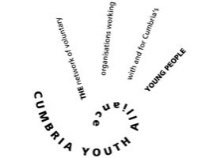 THE network of voluntary
organisations working
with and for Cumbria's
YOUNG PEOPLE
CUMBRIA YOUTH Alliance